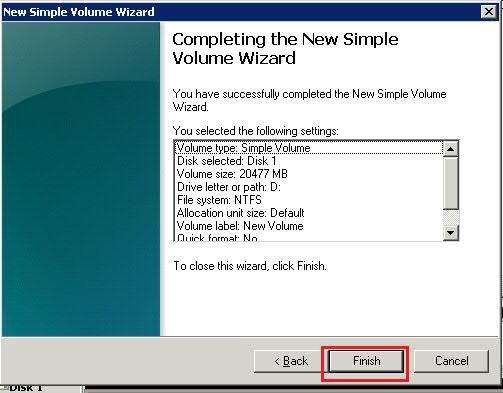 New Simple Volume Wizard
Completing the New Simple
Volume Wizard
You have successfully completed the New Simple Volume
Wizard.
You selected the following settings:
Volume type: Simple Volume
Disk selected: Disk 1
Volume size: 20477 MB
Drive letter or path: D:
File system: NTFS
Allocation unit size: Default
Volume label: New Volume
Quick format: No
To close this wizard, click Finish.
< Back
Finish
Cancel
Disk 1